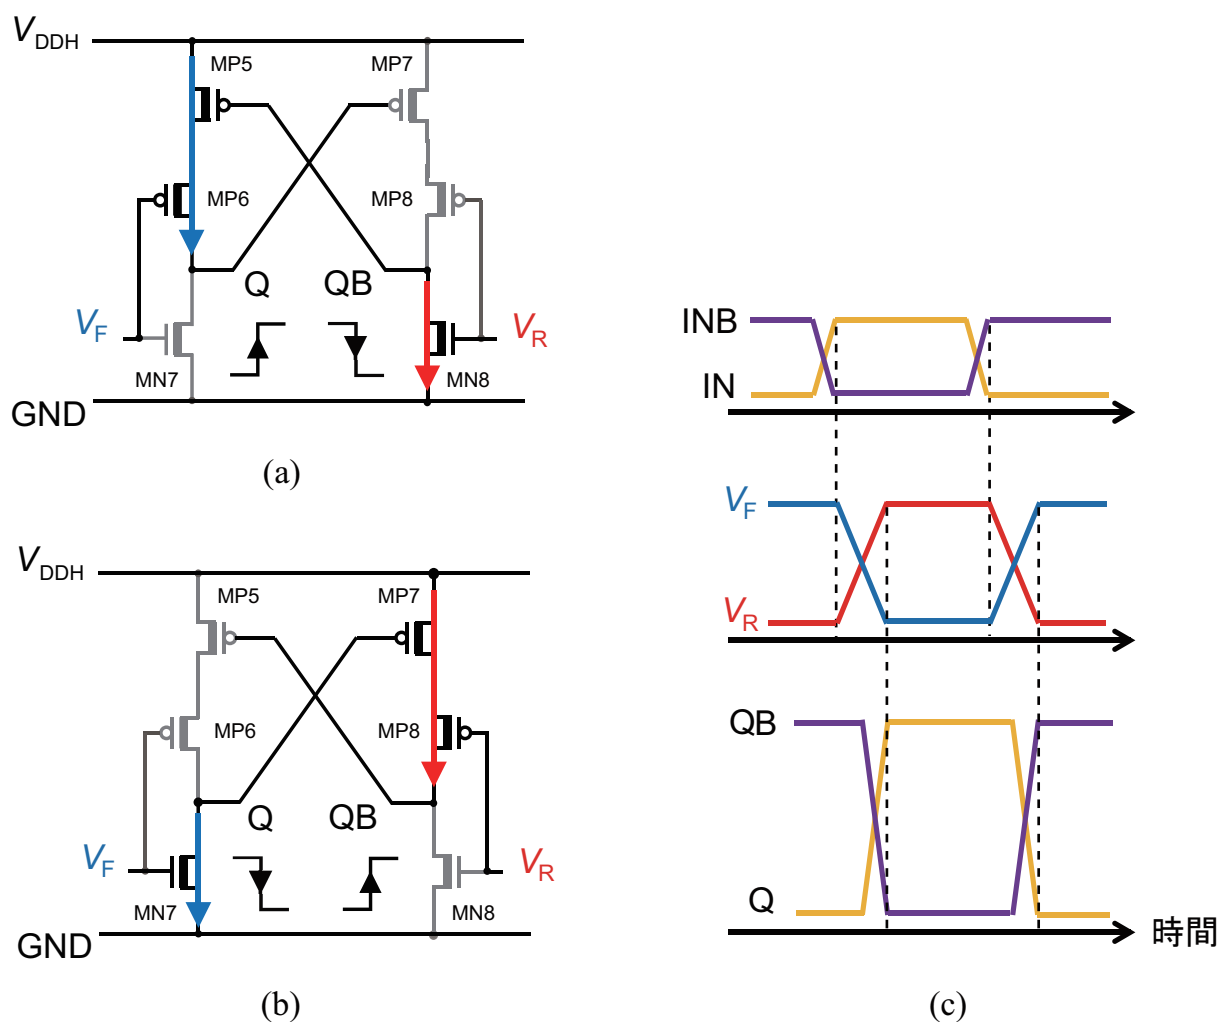 VDDH
MP5
MP7
MP6
MP8
Q
QB
VF
VR
MN7
MN8
GND
(a)
VDDH
MP5
MP7
MP6
MP8
Q
QB
VF
VR
MN7
MN8
GND
(b)
INB
IN
VF
VR
QB
Q
時間
(c)